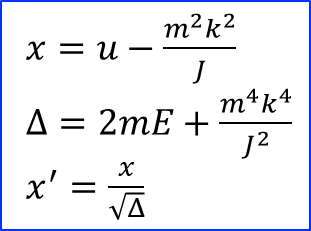 x = u − m²k²/J
Δ = 2mE + m⁴k⁴/J²
x′ = x/√Δ